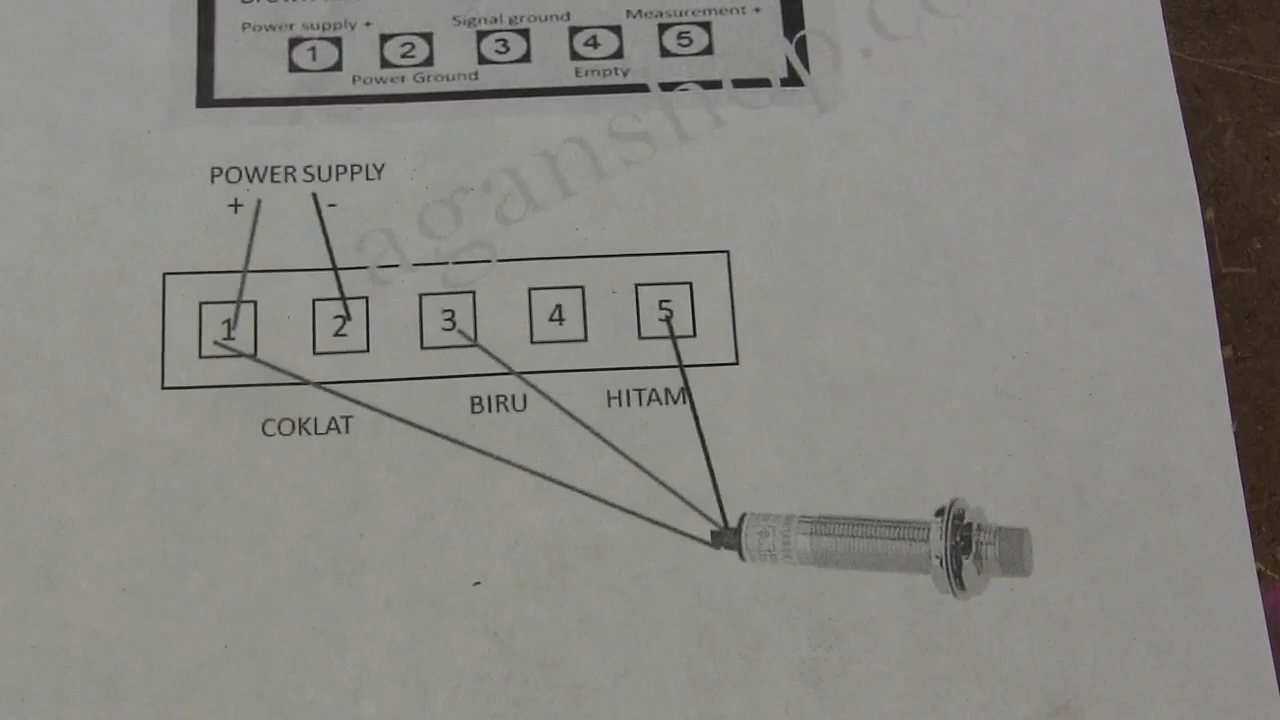 Power supply +
Signal ground
Measurement +
1 2 3 4 5
Power Ground
Empty
POWER SUPPLY
+ -
1 2 3 4 5
COKLAT
BIRU
HITAM